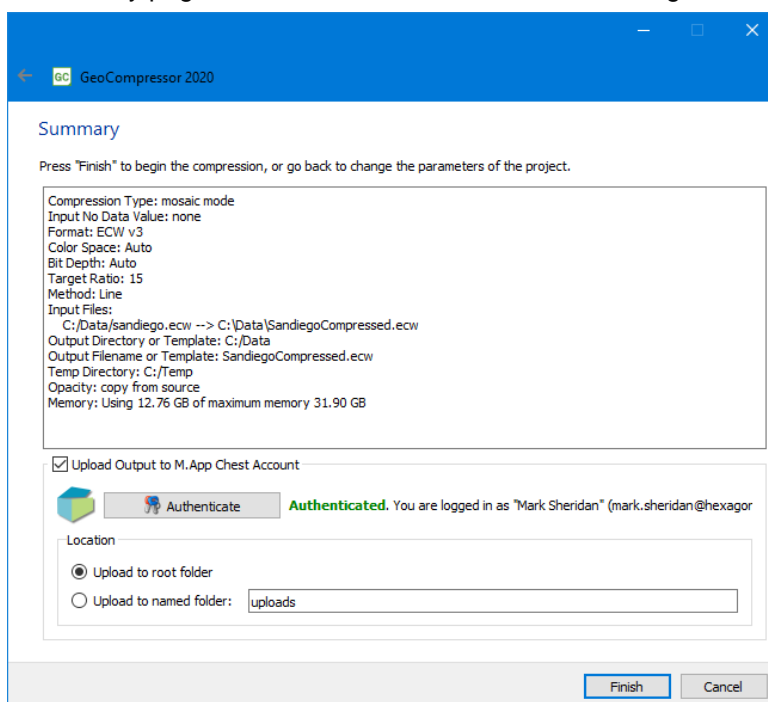 GC GeoCompressor 2020
Summary
Press "Finish" to begin the compression, or go back to change the parameters of the project.
Compression Type: mosaic mode
Input No Data Value: none
Format: ECW v3
Color Space: Auto
Bit Depth: Auto
Target Ratio: 15
Method: Line
Input Files:
C:/Data/sandiego.ecw --> C:\Data\SandiegoCompressed.ecw
Output Directory or Template: C:/Data
Output Filename or Template: SandiegoCompressed.ecw
Temp Directory: C:/Temp
Opacity: copy from source
Memory: Using 12.76 GB of maximum memory 31.90 GB
Upload Output to M.App Chest Account
Authenticate Authenticated. You are logged in as "Mark Sheridan" (mark.sheridan@hexagor
Location
Upload to root folder
Upload to named folder: uploads
Finish Cancel